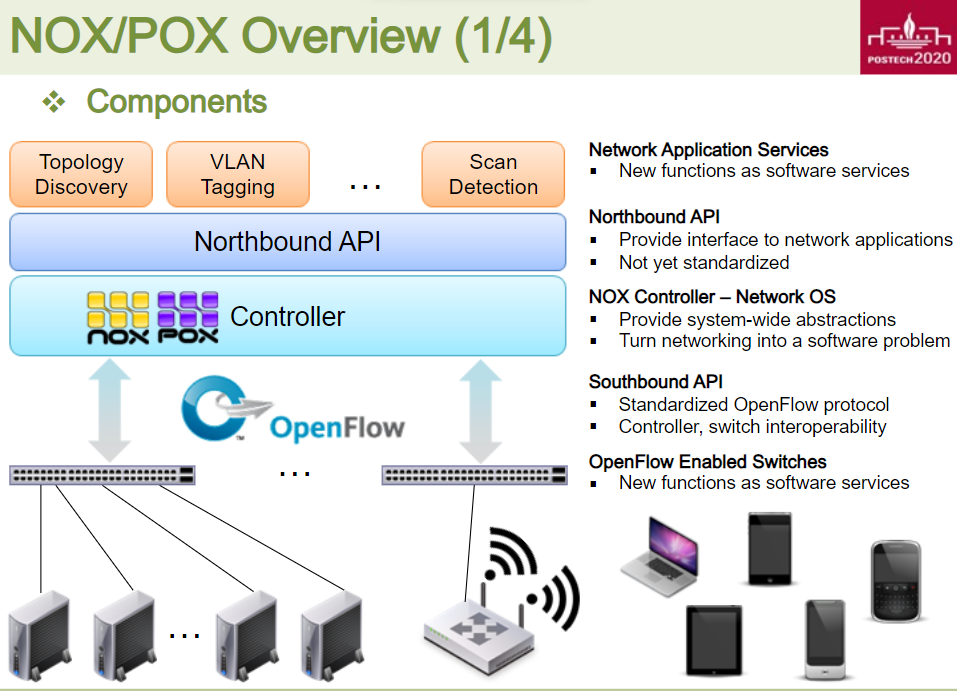 NOX/POX Overview (1/4)
POSTECH 2020
❖ Components
Topology
Discovery
VLAN
Tagging
...
Scan
Detection
Northbound API
NOX POX Controller
OpenFlow
TM
...
...
Network Application Services
▪ New functions as software services
Northbound API
▪ Provide interface to network applications
▪ Not yet standardized
NOX Controller – Network OS
▪ Provide system-wide abstractions
▪ Turn networking into a software problem
Southbound API
▪ Standardized OpenFlow protocol
▪ Controller, switch interoperability
OpenFlow Enabled Switches
▪ New functions as software services